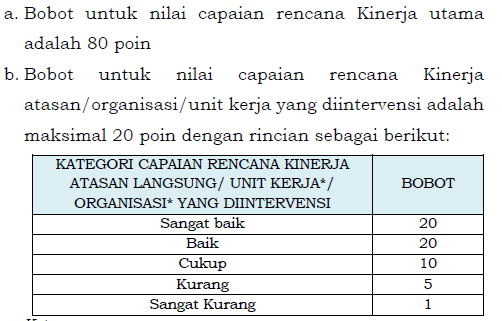 a. Bobot untuk nilai capaian rencana Kinerja utama
adalah 80 poin
b. Bobot untuk nilai capaian rencana Kinerja
atasan/organisasi/unit kerja yang diintervensi adalah
maksimal 20 poin dengan rincian sebagai berikut:
KATEGORI CAPAIAN RENCANA KINERJA
ATASAN LANGSUNG/ UNIT KERJA*/
ORGANISASI* YANG DIINTERVENSI
BOBOT
Sangat baik 20
Baik 20
Cukup 10
Kurang 5
Sangat Kurang 1